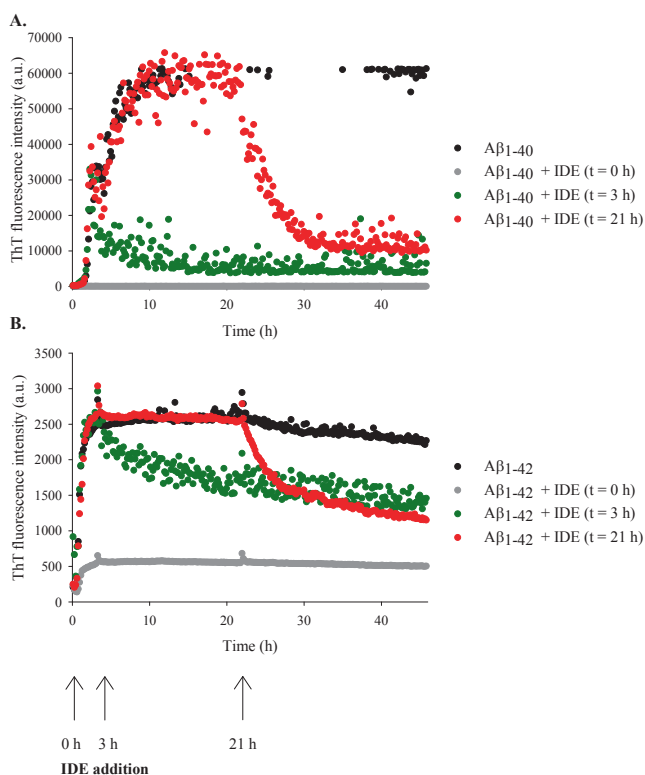 A.
70000
60000
50000
40000
30000
20000
10000
0
ThT fluorescence intensity (a.u.)
0 10 20 30 40
Time (h)
Aβ1-40
Aβ1-40 + IDE (t = 0 h)
Aβ1-40 + IDE (t = 3 h)
Aβ1-40 + IDE (t = 21 h)
B.
3500
3000
2500
2000
1500
1000
500
0
ThT fluorescence intensity (a.u.)
0 10 20 30 40
Time (h)
Aβ1-42
Aβ1-42 + IDE (t = 0 h)
Aβ1-42 + IDE (t = 3 h)
Aβ1-42 + IDE (t = 21 h)
0 h 3 h 21 h
IDE addition